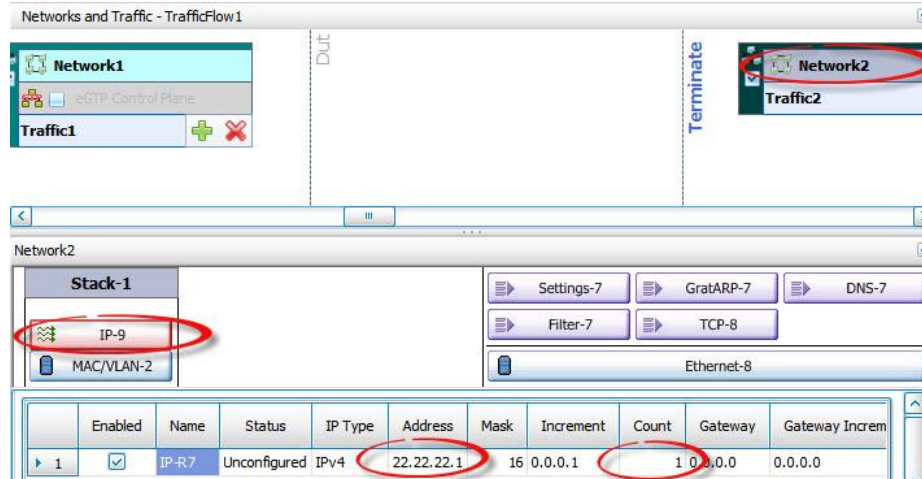 Networks and Traffic - TrafficFlow1
Network1
eGTP Control Plane
Traffic1
Dut
Terminate
Network2
Traffic2
Network2
Stack-1
IP-9
MAC/VLAN-2
Settings-7 GratARP-7 DNS-7
Filter-7 TCP-8
Ethernet-8
Enabled Name Status IP Type Address Mask Increment Count Gateway Gateway Increm
1 IP-R7 Unconfigured IPv4 22.22.22.1 16 0.0.0.1 1 0.0.0.0 0.0.0.0